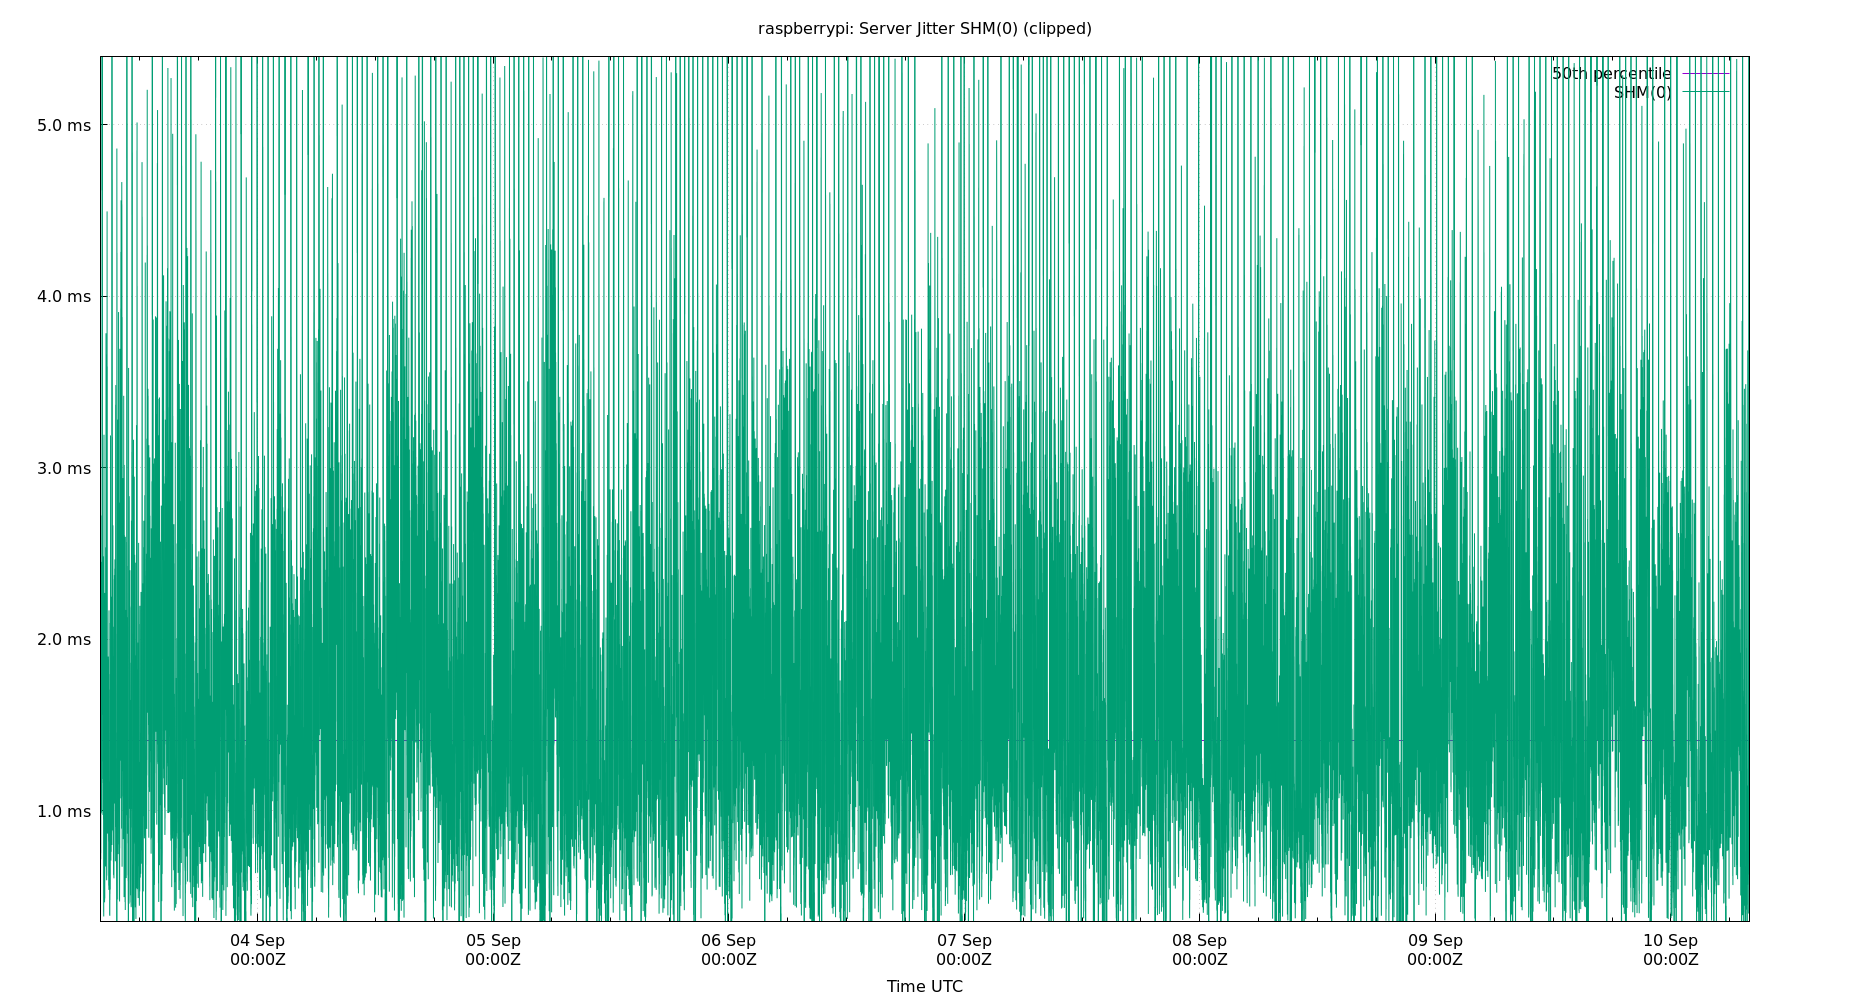 raspberrypi: Server Jitter SHM(0) (clipped)
50th percentile
SHM(0)
5.0 ms
4.0 ms
3.0 ms
2.0 ms
1.0 ms
04 Sep 05 Sep 06 Sep 07 Sep 08 Sep 09 Sep 10 Sep
00:00Z 00:00Z 00:00Z 00:00Z 00:00Z 00:00Z 00:00Z
Time UTC